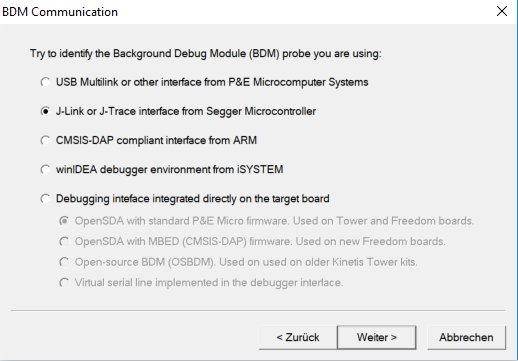 BDM Communication
Try to identify the Background Debug Module (BDM) probe you are using:
USB Multilink or other interface from P&E Microcomputer Systems
J-Link or J-Trace interface from Segger Microcontroller
CMSIS-DAP compliant interface from ARM
winIDEA debugger environment from iSYSTEM
Debugging inteface integrated directly on the target board
OpenSDA with standard P&E Micro firmware. Used on Tower and Freedom boards.
OpenSDA with MBED (CMSIS-DAP) firmware. Used on new Freedom boards.
Open-source BDM (OSBDM). Used on used on older Kinetis Tower kits.
Virtual serial line implemented in the debugger interface.
< Zurück Weiter > Abbrechen